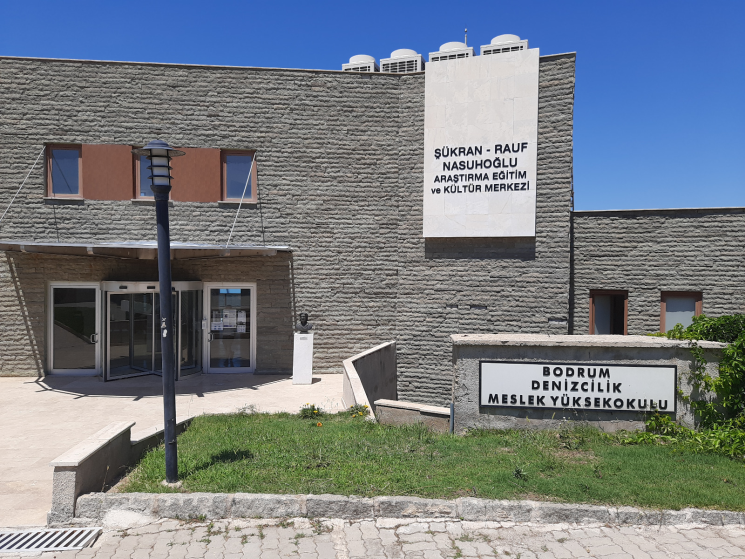 ŞÜKRAN - RAUF
NASUHOĞLU
ARAŞTIRMA EĞİTİM
ve KÜLTÜR MERKEZİ
BODRUM
DENİZCİLİK
MESLEK YÜKSEKOKULU